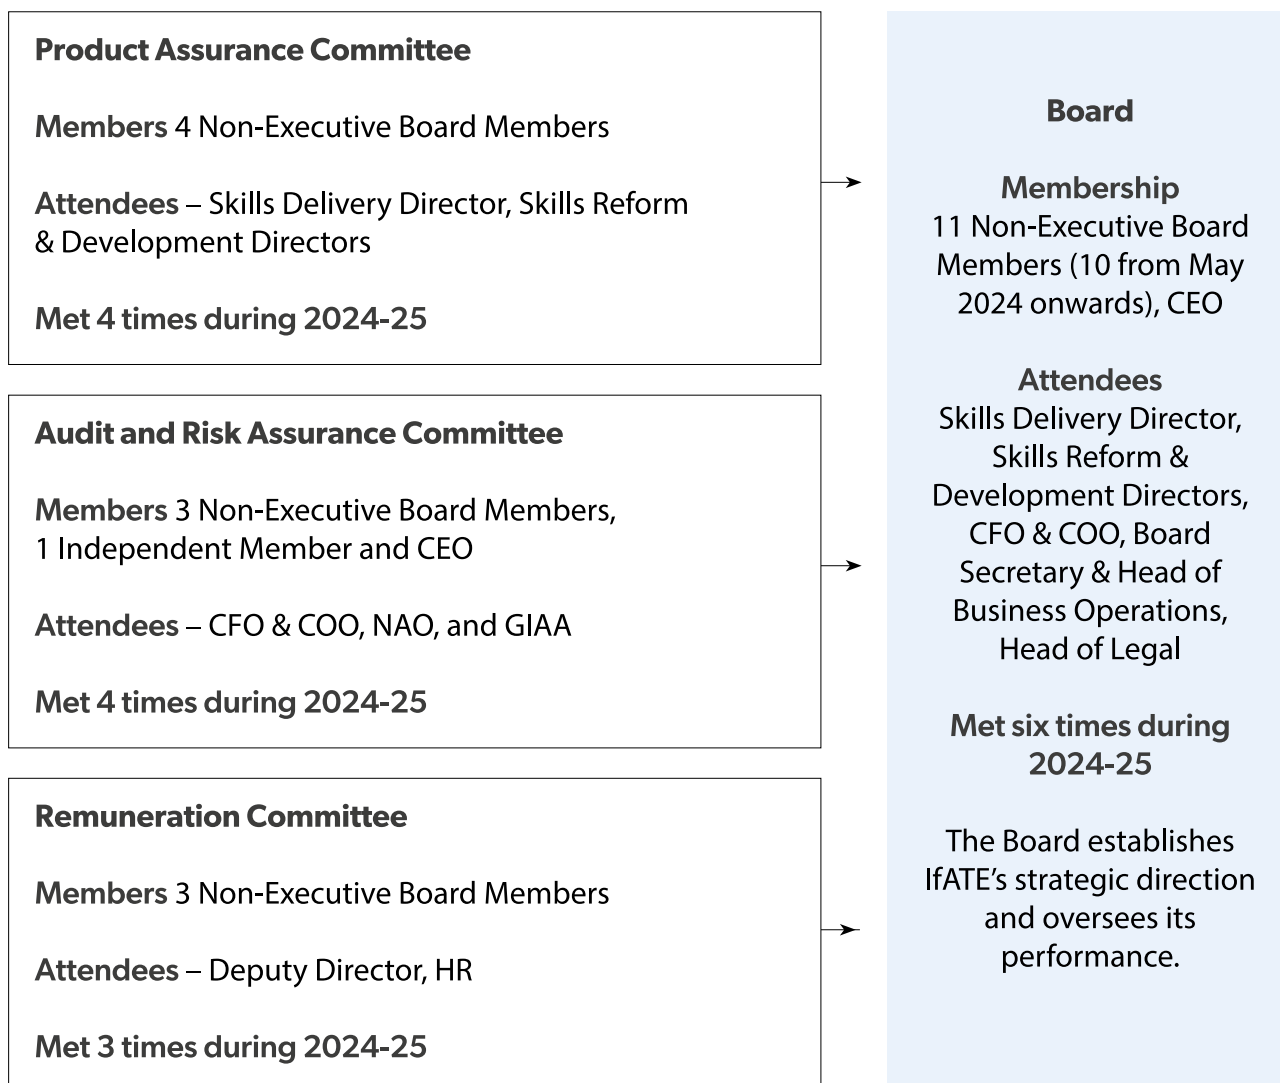 Product Assurance Committee
Members 4 Non-Executive Board Members
Attendees – Skills Delivery Director, Skills Reform
& Development Directors
Met 4 times during 2024-25
Audit and Risk Assurance Committee
Members 3 Non-Executive Board Members,
1 Independent Member and CEO
Attendees – CFO & COO, NAO, and GIAA
Met 4 times during 2024-25
Remuneration Committee
Members 3 Non-Executive Board Members
Attendees – Deputy Director, HR
Met 3 times during 2024-25
Board
Membership
11 Non-Executive Board
Members (10 from May
2024 onwards), CEO
Attendees
Skills Delivery Director,
Skills Reform &
Development Directors,
CFO & COO, Board
Secretary & Head of
Business Operations,
Head of Legal
Met six times during
2024-25
The Board establishes
IfATE’s strategic direction
and oversees its
performance.